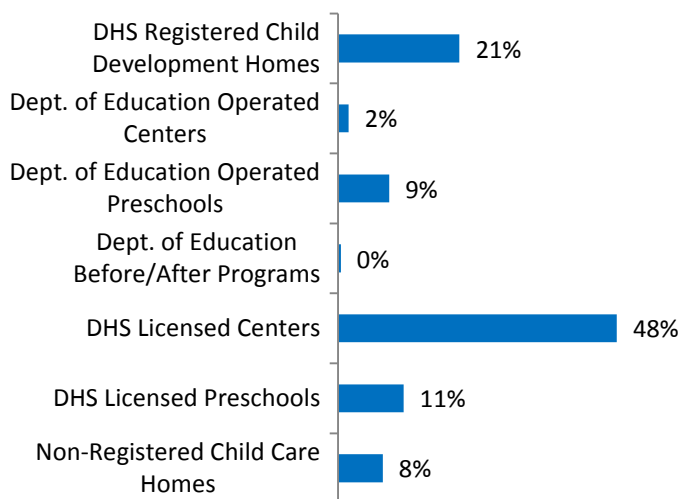 DHS Registered Child
Development Homes
21%
Dept. of Education Operated
Centers
2%
Dept. of Education Operated
Preschools
9%
Dept. of Education
Before/After Programs
0%
DHS Licensed Centers
48%
DHS Licensed Preschools
11%
Non-Registered Child Care
Homes
8%